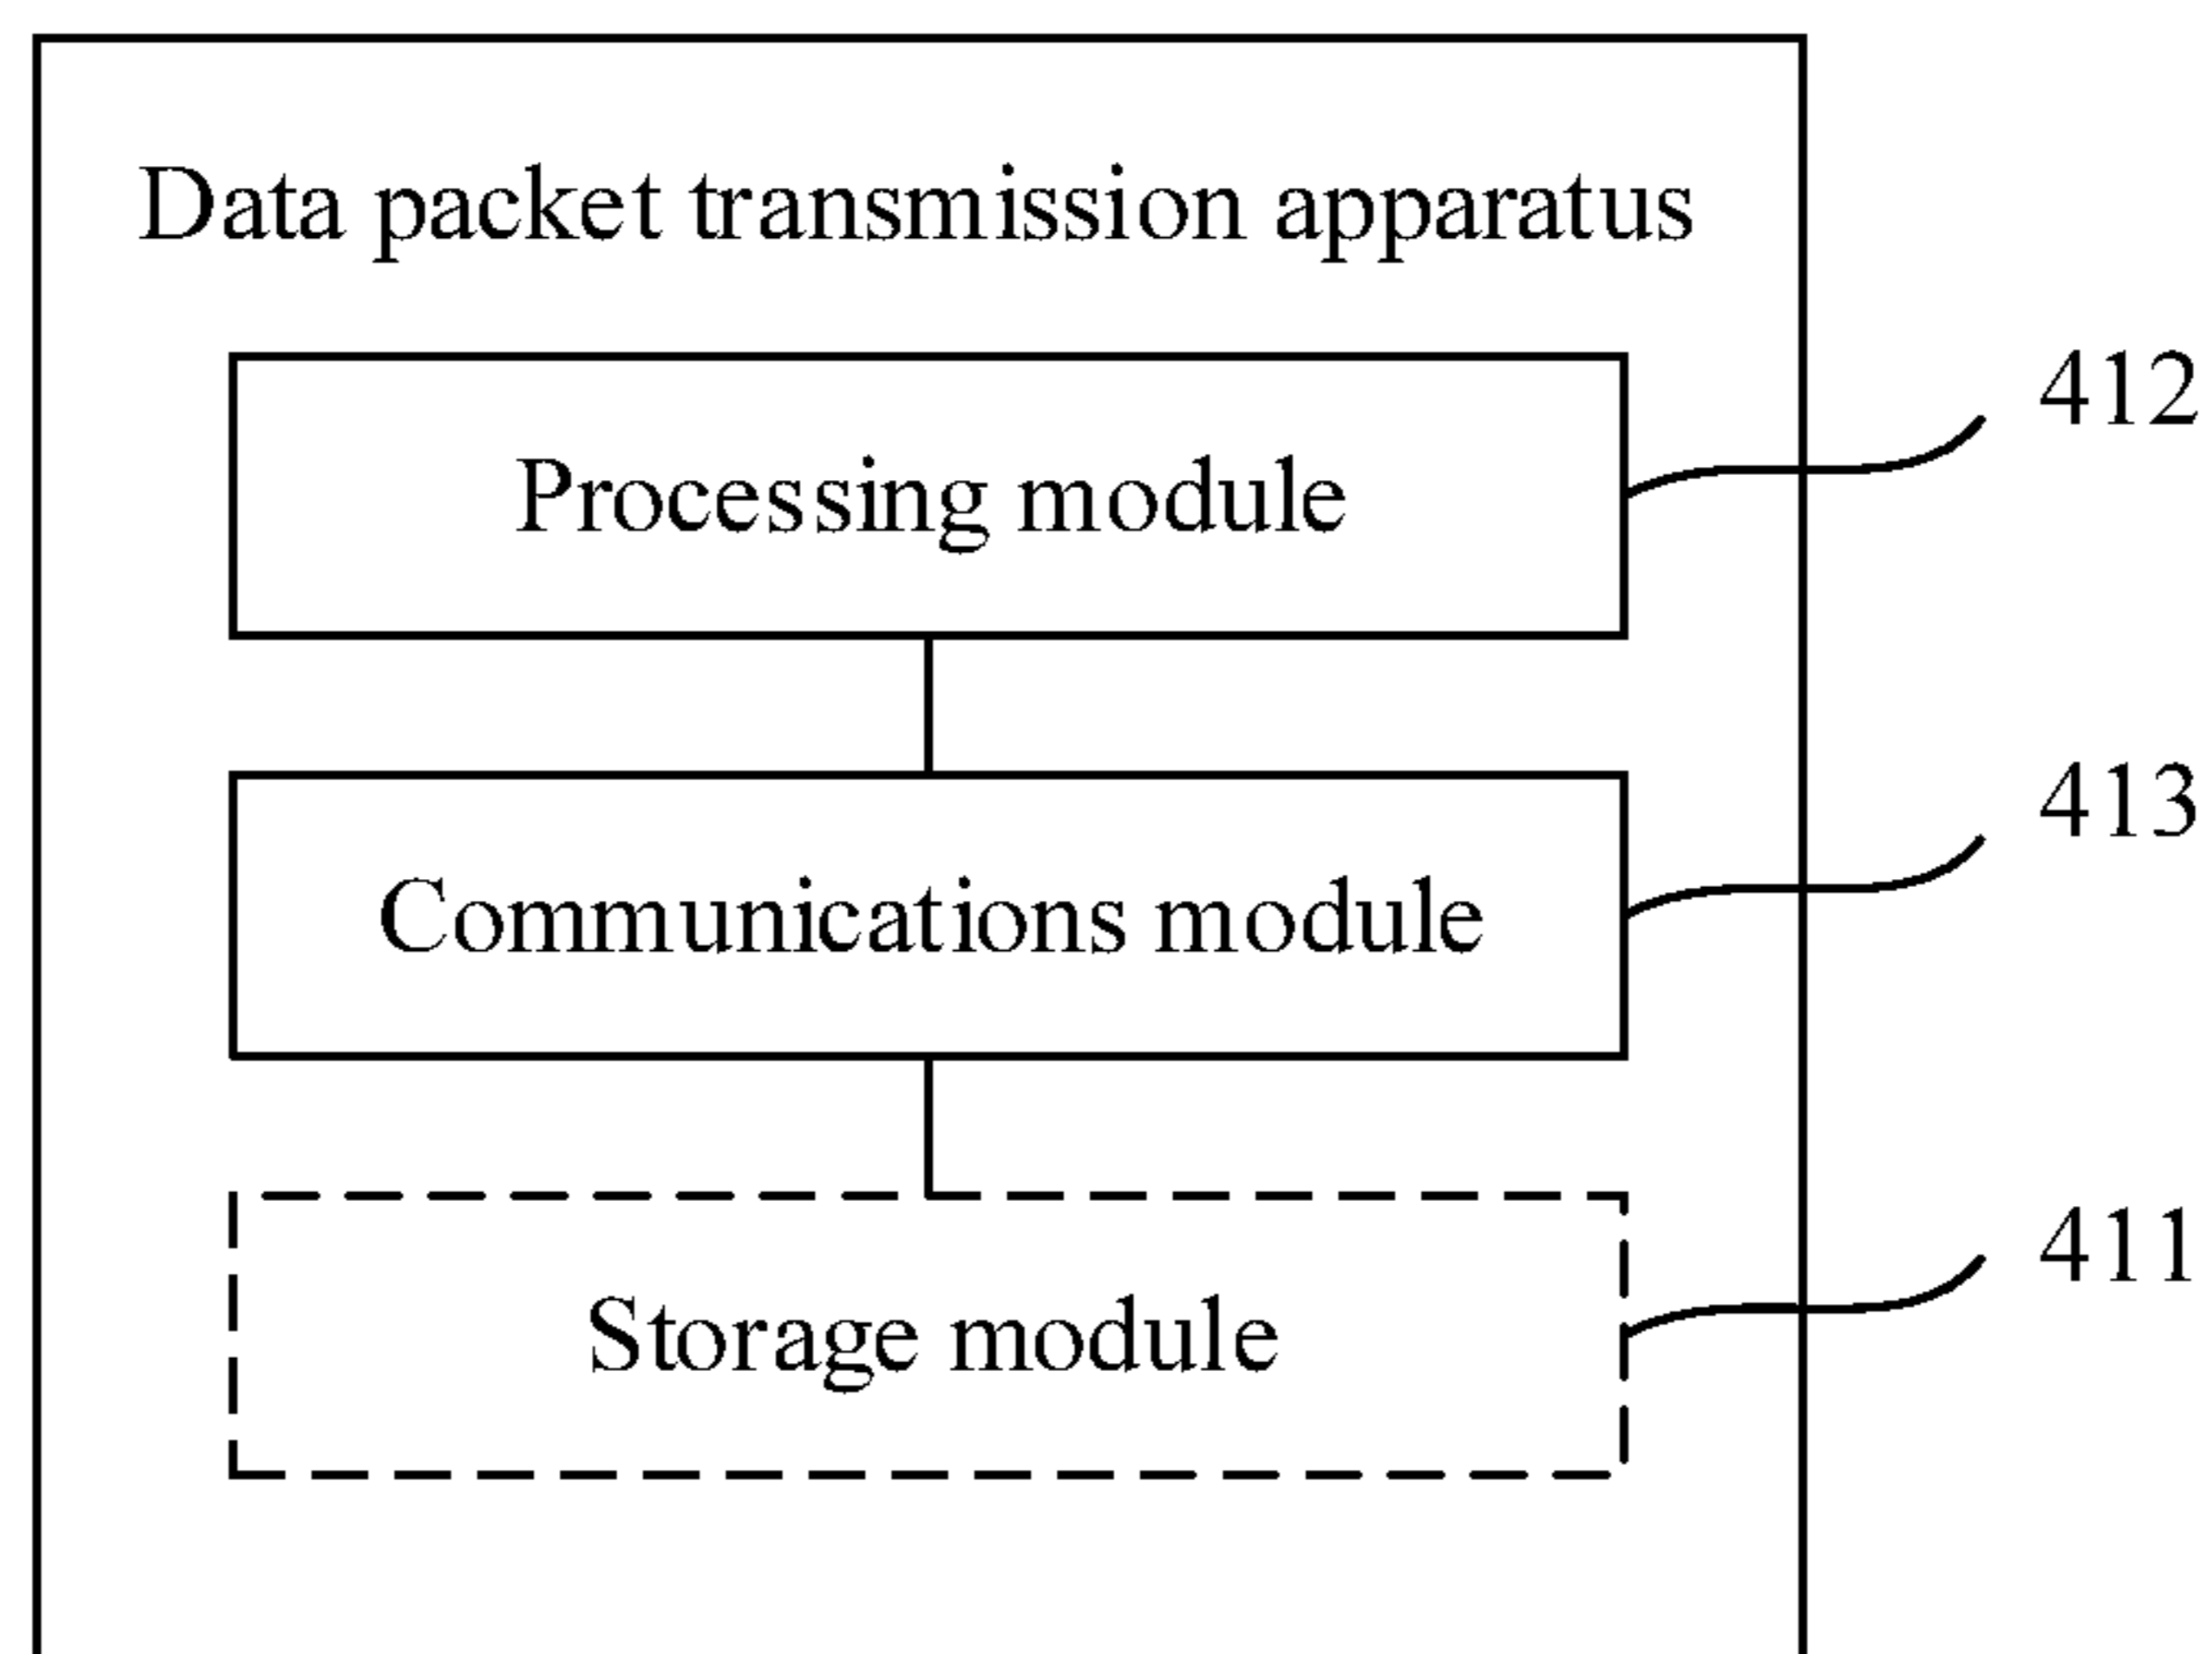 Data packet transmission apparatus
412
Processing module
413
Communications module
411
Storage module